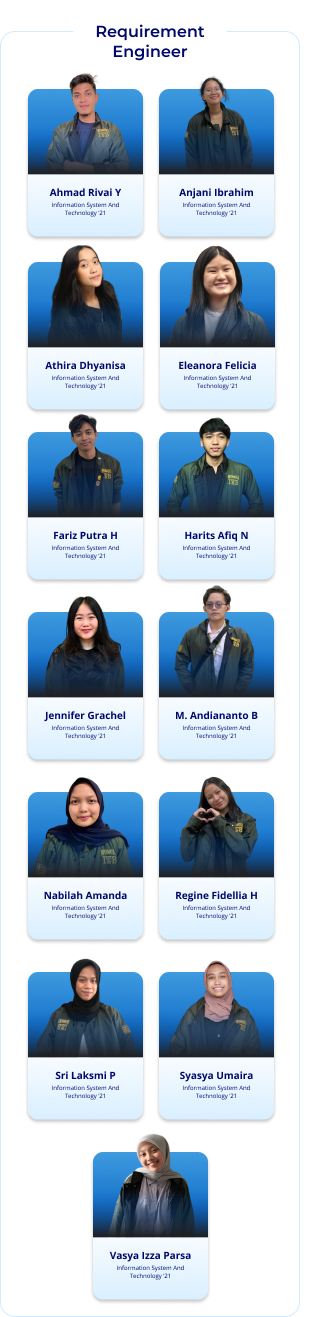 Requirement
Engineer
Ahmad Rivai Y
Information System And
Technology '21
Anjani Ibrahim
Information System And
Technology '21
Athira Dhyanisa
Information System And
Technology '21
Eleanora Felicia
Information System And
Technology '21
Fariz Putra H
Information System And
Technology '21
Harits Afiq N
Information System And
Technology '21
Jennifer Grachel
Information System And
Technology '21
M. Andiananto B
Information System And
Technology '21
Nabilah Amanda
Information System And
Technology '21
Regine Fidellia H
Information System And
Technology '21
Sri Laksmi P
Information System And
Technology '21
Syasya Umaira
Information System And
Technology '21
Vasya Izza Parsa
Information System And
Technology '21